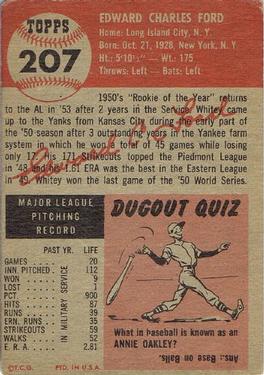 TOPPS
207
EDWARD CHARLES FORD
Home: Long Island City, N. Y.
Born: Oct. 21, 1928, New York, N. Y.
Ht.: 5-10½ — Wt.: 175
Throws: Left — Bats: Left
1950's "Rookie of the Year" returns
to the AL in '53 after 2 years in the Service. Whitey came
up to the Yanks from Kansas City during the early part of
the '50 season after 3 outstanding years in the Yankee farm
system in which he won a total of 45 games while losing
only 17. His 171 Strikeouts topped the Piedmont League
in '48 and his 1.61 ERA was the best in the Eastern League
in '49. Whitey won the last game of the '50 World Series.
MAJOR LEAGUE
PITCHING
RECORD
PAST YR. LIFE
GAMES 20
INN. PITCHED 112
WON 9
LOST 1
PCT. .900
HITS 87
RUNS 39
EARN. RUNS 35
STRIKEOUTS 59
WALKS 52
E. R. A. 2.81
IN MILITARY SERVICE
DUGOUT QUIZ
What in baseball is known as an
ANNIE OAKLEY?
Ans.: Base on Balls.
©T.C.G. PTD. IN U.S.A.